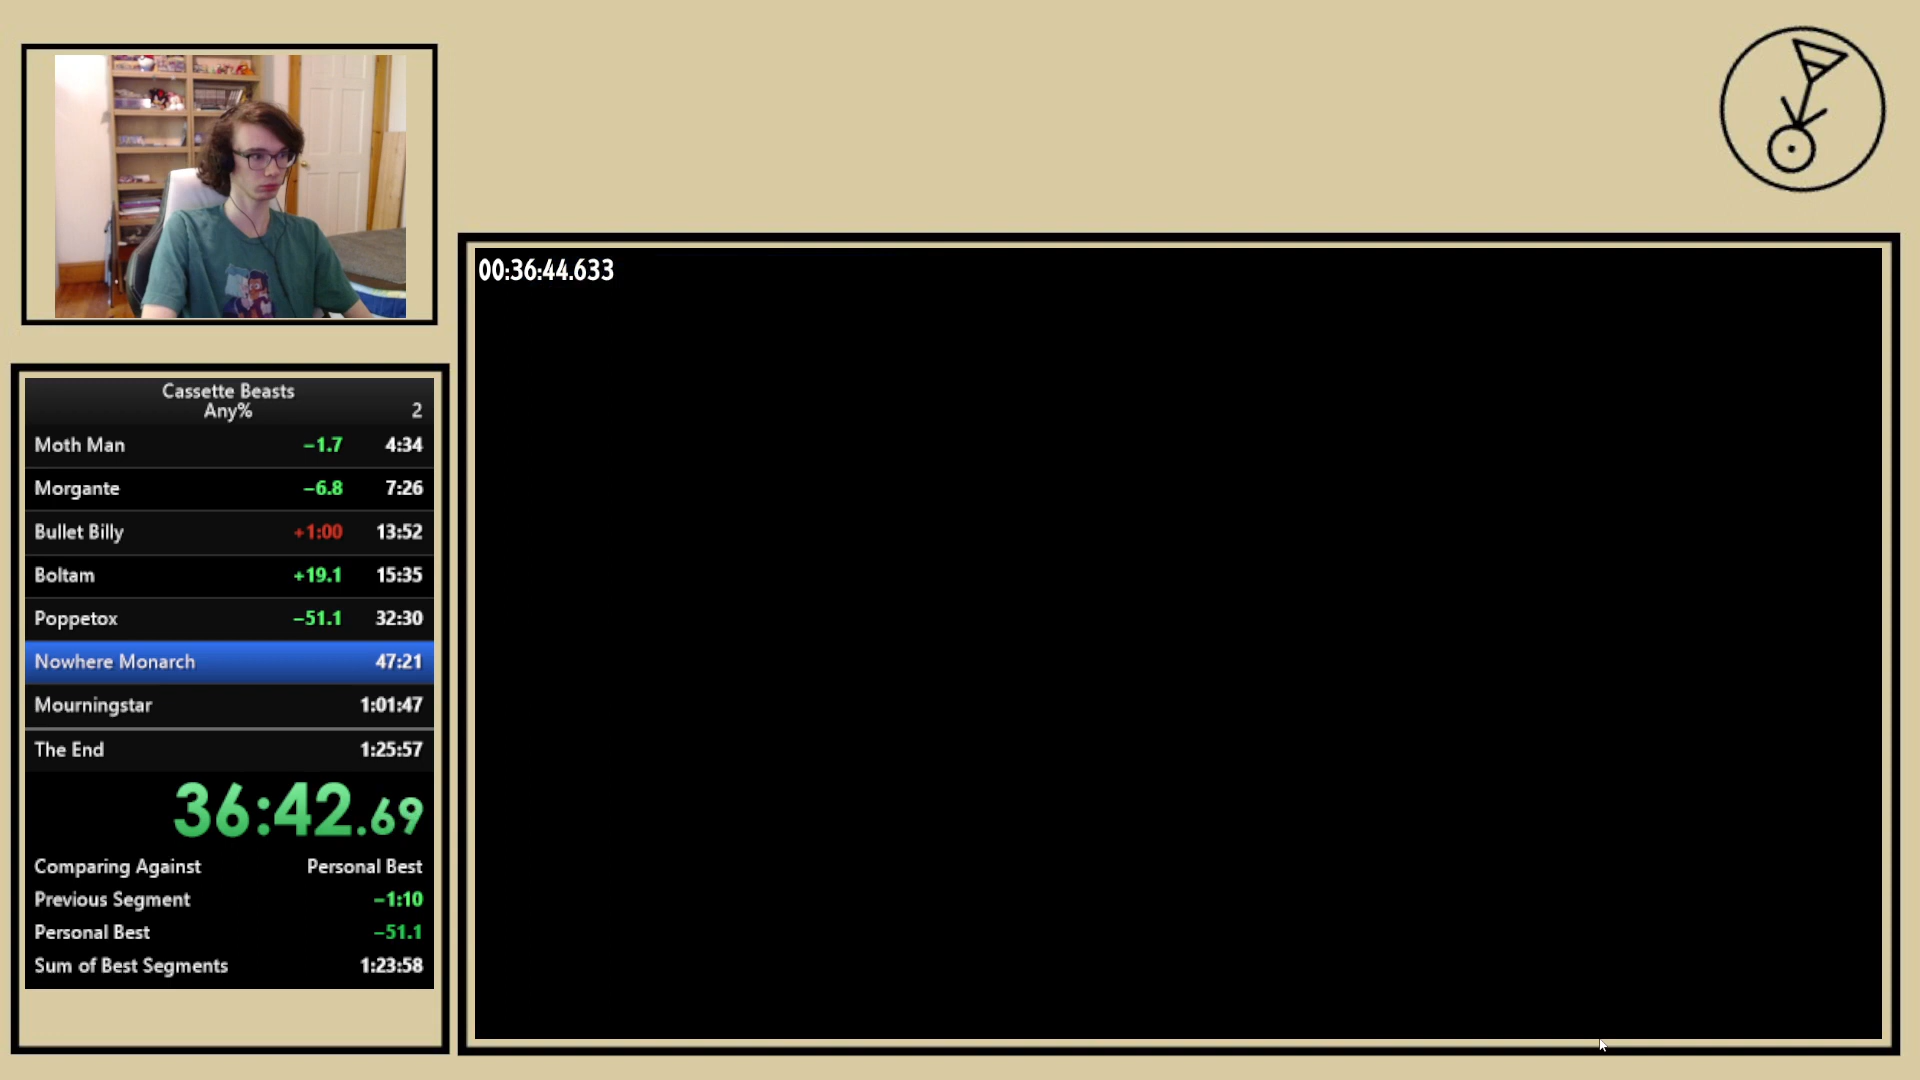 00:36:44.633
Cassette Beasts
Any% 2
Moth Man −1.7 4:34
Morgante −6.8 7:26
Bullet Billy +1:00 13:52
Boltam +19.1 15:35
Poppetox −51.1 32:30
Nowhere Monarch 47:21
Mourningstar 1:01:47
The End 1:25:57
36:42.69
Comparing Against Personal Best
Previous Segment −1:10
Personal Best −51.1
Sum of Best Segments 1:23:58